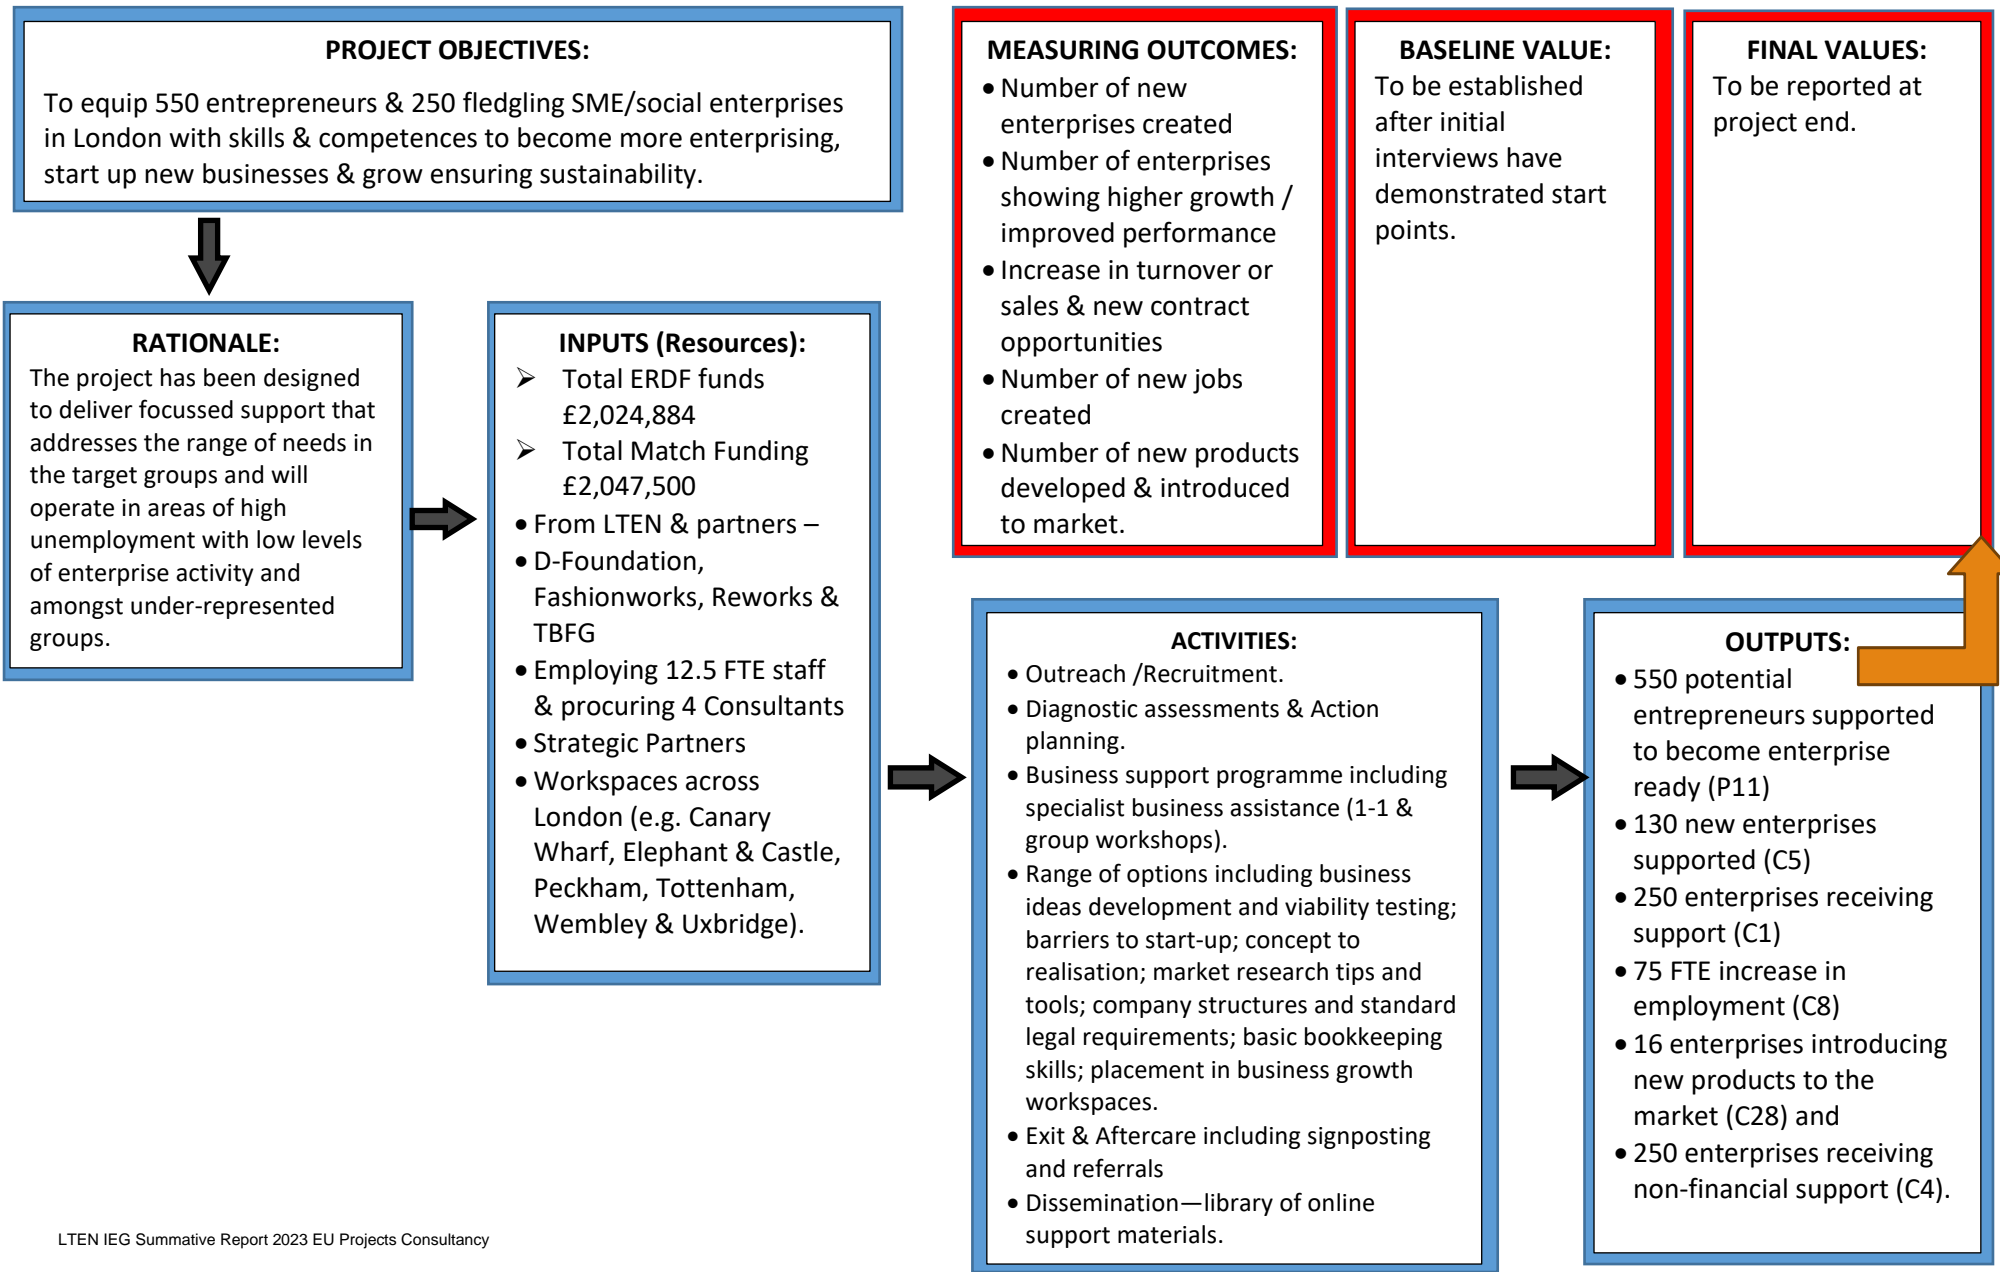 PROJECT OBJECTIVES:
To equip 550 entrepreneurs & 250 fledgling SME/social enterprises
in London with skills & competences to become more enterprising,
start up new businesses & grow ensuring sustainability.
MEASURING OUTCOMES:
• Number of new
enterprises created
• Number of enterprises
showing higher growth /
improved performance
• Increase in turnover or
sales & new contract
opportunities
• Number of new jobs
created
• Number of new products
developed & introduced
to market.
BASELINE VALUE:
To be established
after initial
interviews have
demonstrated start
points.
FINAL VALUES:
To be reported at
project end.
RATIONALE:
The project has been designed
to deliver focussed support that
addresses the range of needs in
the target groups and will
operate in areas of high
unemployment with low levels
of enterprise activity and
amongst under-represented
groups.
INPUTS (Resources):
➢ Total ERDF funds
£2,024,884
➢ Total Match Funding
£2,047,500
• From LTEN & partners –
• D-Foundation,
Fashionworks, Reworks &
TBFG
• Employing 12.5 FTE staff
& procuring 4 Consultants
• Strategic Partners
• Workspaces across
London (e.g. Canary
Wharf, Elephant & Castle,
Peckham, Tottenham,
Wembley & Uxbridge).
ACTIVITIES:
• Outreach /Recruitment.
• Diagnostic assessments & Action
planning.
• Business support programme including
specialist business assistance (1-1 &
group workshops).
• Range of options including business
ideas development and viability testing;
barriers to start-up; concept to
realisation; market research tips and
tools; company structures and standard
legal requirements; basic bookkeeping
skills; placement in business growth
workspaces.
• Exit & Aftercare including signposting
and referrals
• Dissemination—library of online
support materials.
OUTPUTS:
• 550 potential
entrepreneurs supported
to become enterprise
ready (P11)
• 130 new enterprises
supported (C5)
• 250 enterprises receiving
support (C1)
• 75 FTE increase in
employment (C8)
• 16 enterprises introducing
new products to the
market (C28) and
• 250 enterprises receiving
non-financial support (C4).
LTEN IEG Summative Report 2023 EU Projects Consultancy